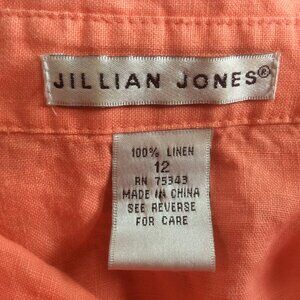 JILLIAN JONES®
100% LINEN
12
RN 75343
MADE IN CHINA
SEE REVERSE
FOR CARE